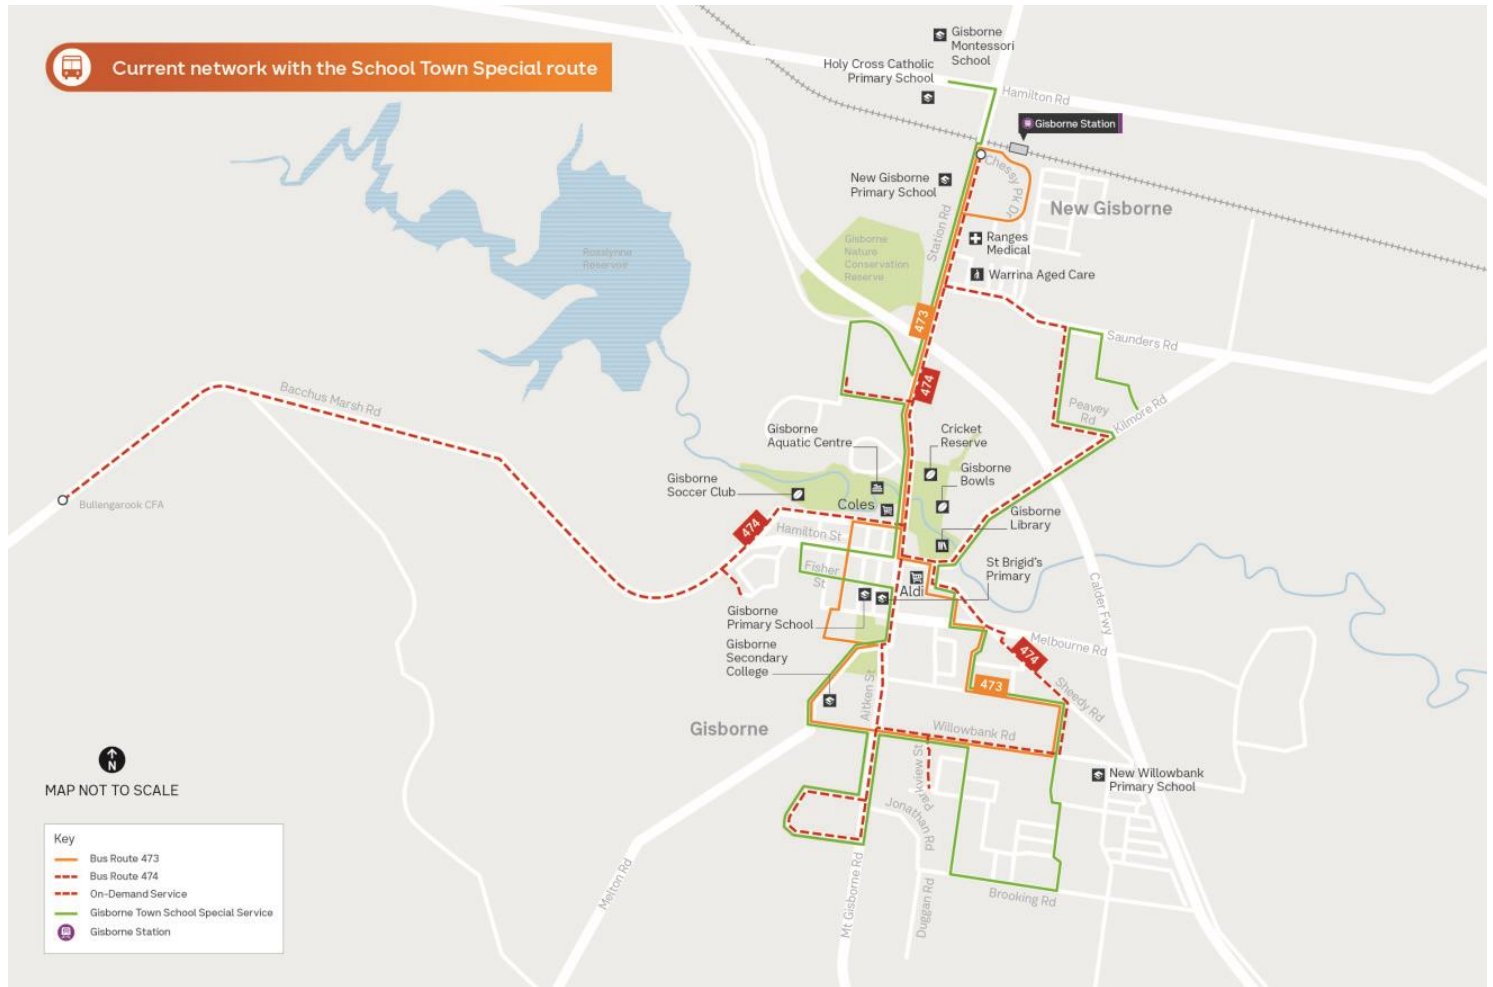 Current network with the School Town Special route
Gisborne
Montessori
School
Holy Cross Catholic
Primary School
Hamilton Rd
Gisborne Station
Chessy Pk Dr
New Gisborne
Primary School
New Gisborne
Station Rd
Ranges
Medical
Gisborne
Nature
Conservation
Reserve
Rosslynne
Reservoir
Warrina Aged Care
473
Saunders Rd
474
Bacchus Marsh Rd
Peavey
Rd
Kilmore Rd
Gisborne
Aquatic Centre
Cricket
Reserve
Gisborne
Bowls
Gisborne
Soccer Club
Bullengarook CFA
Coles
Gisborne
Library
474
Hamilton St
St Brigid's
Primary
Fisher
St
Aldi
Calder Fwy
Gisborne
Primary School
Melbourne Rd
Gisborne
Secondary
College
474
473
Sheedy Rd
Aitken St
Gisborne
Willowbank Rd
N
MAP NOT TO SCALE
Parkview St
New Willowbank
Primary School
Jonathan Rd
Melton Rd
Mt Gisborne Rd
Duggan Rd
Brooking Rd
Key
Bus Route 473
Bus Route 474
On-Demand Service
Gisborne Town School Special Service
Gisborne Station